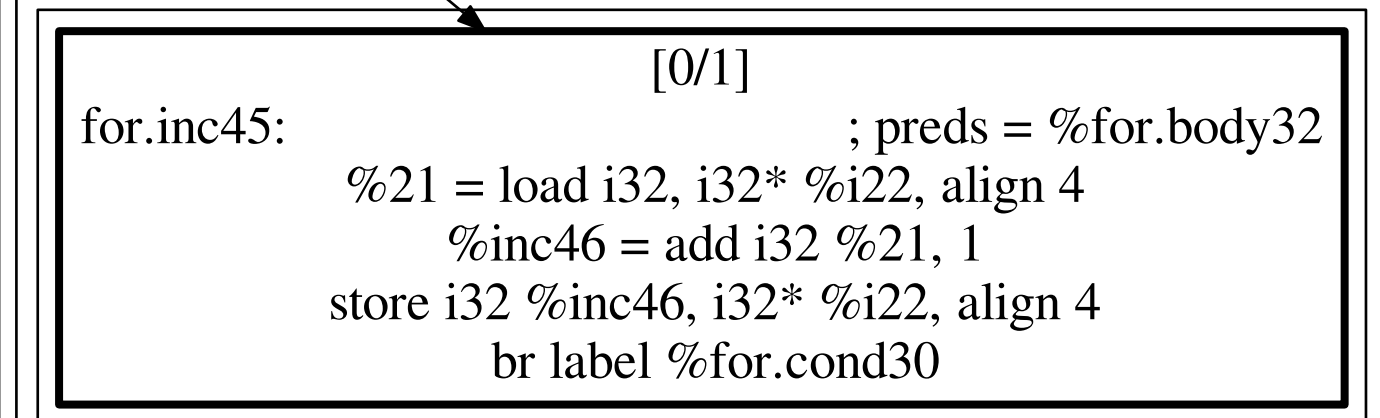 [0/1]
for.inc45: ; preds = %for.body32
%21 = load i32, i32* %i22, align 4
%inc46 = add i32 %21, 1
store i32 %inc46, i32* %i22, align 4
br label %for.cond30